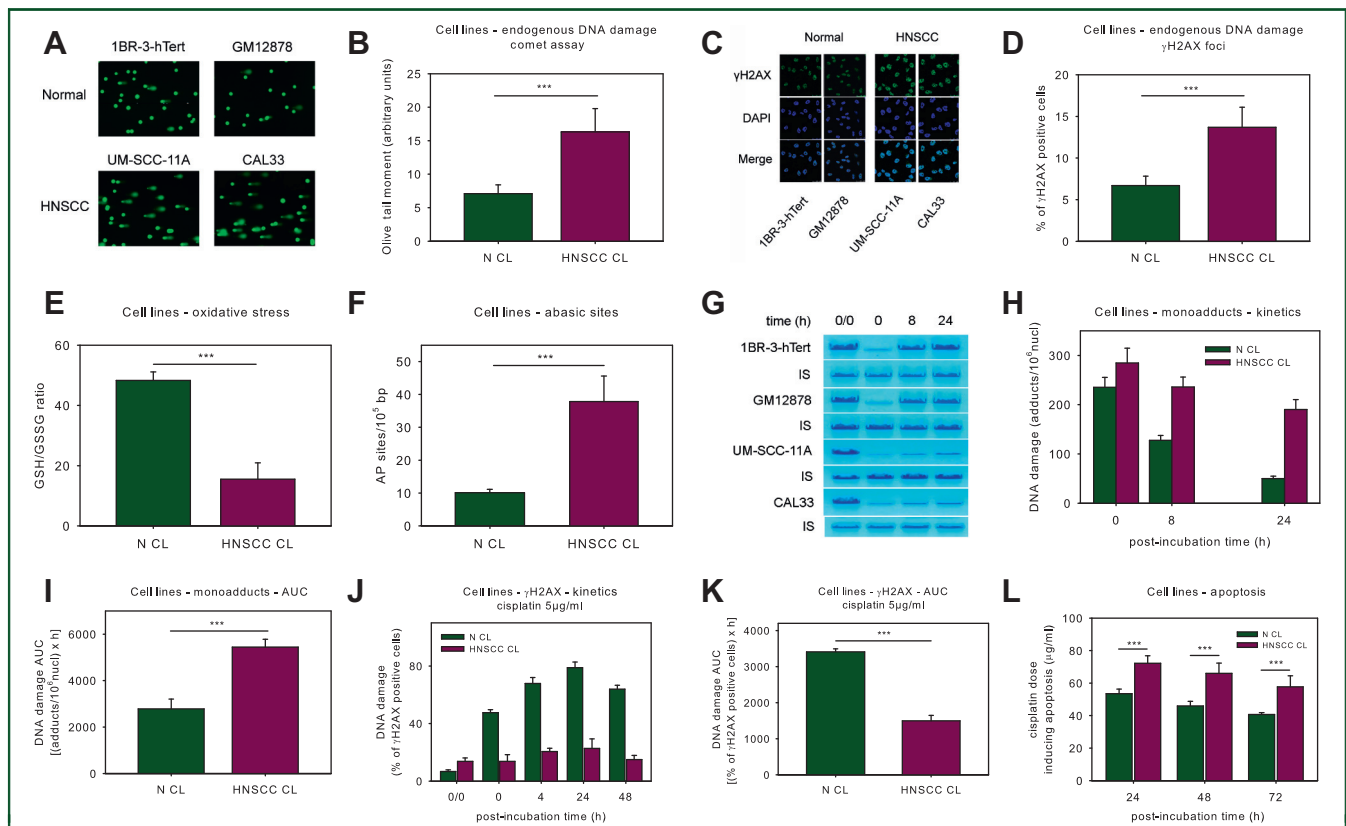 A
1BR-3-hTert GM12878
Normal
UM-SCC-11A CAL33
HNSCC
B
Cell lines - endogenous DNA damage
comet assay
Olive tail moment (arbitrary units)
25
20
15
10
5
0
***
N CL HNSCC CL
C
Normal HNSCC
γH2AX
DAPI
Merge
1BR-3-hTert GM12878 UM-SCC-11A CAL33
D
Cell lines - endogenous DNA damage
γH2AX foci
% of γH2AX positive cells
20
15
10
5
0
***
N CL HNSCC CL
E
Cell lines - oxidative stress
GSH/GSSG ratio
60
40
20
0
***
N CL HNSCC CL
F
Cell lines - abasic sites
AP sites/10⁵ bp
50
40
30
20
10
0
***
N CL HNSCC CL
G
time (h) 0/0 0 8 24
1BR-3-hTert
IS
GM12878
IS
UM-SCC-11A
IS
CAL33
IS
H
Cell lines - monoadducts - kinetics
DNA damage (adducts/10⁶nucl)
300
200
100
0
N CL
HNSCC CL
0 8 24
post-incubation time (h)
I
Cell lines - monoadducts - AUC
DNA damage AUC
[(adducts/10⁶nucl) x h]
6000
4000
2000
0
***
N CL HNSCC CL
J
Cell lines - γH2AX - kinetics
cisplatin 5µg/ml
DNA damage
(% of γH2AX positive cells)
80
40
0
N CL
HNSCC CL
0/0 0 4 24 48
post-incubation time (h)
K
Cell lines - γH2AX - AUC
cisplatin 5µg/ml
DNA damage AUC
[(% of γH2AX positive cells) x h]
4000
3000
2000
1000
0
***
N CL HNSCC CL
L
Cell lines - apoptosis
cisplatin dose
inducing apoptosis (µg/ml)
100
80
60
40
20
0
N CL
HNSCC CL
*** *** ***
24 48 72
post-incubation time (h)